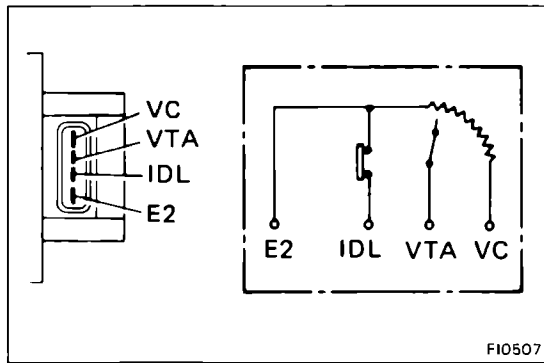 VC
VTA
IDL
E2
E2 IDL VTA VC
FI0507